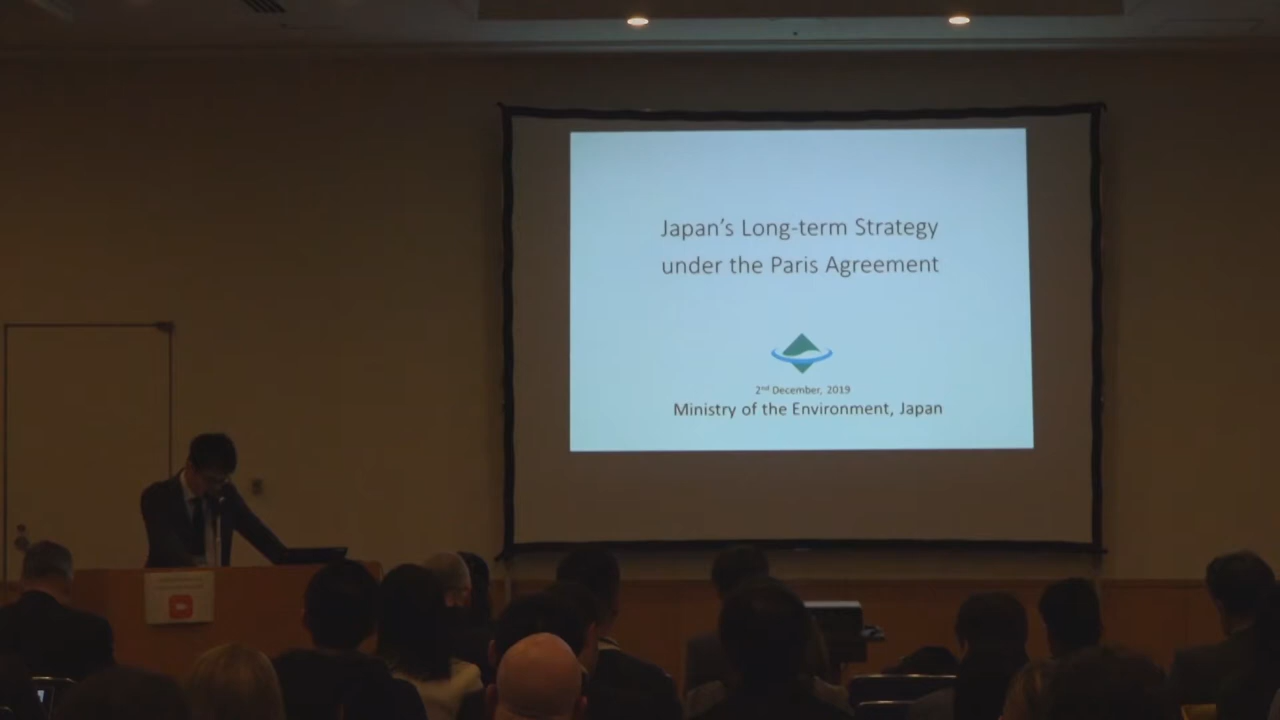 Japan's Long-term Strategy
under the Paris Agreement
2nd December, 2019
Ministry of the Environment, Japan